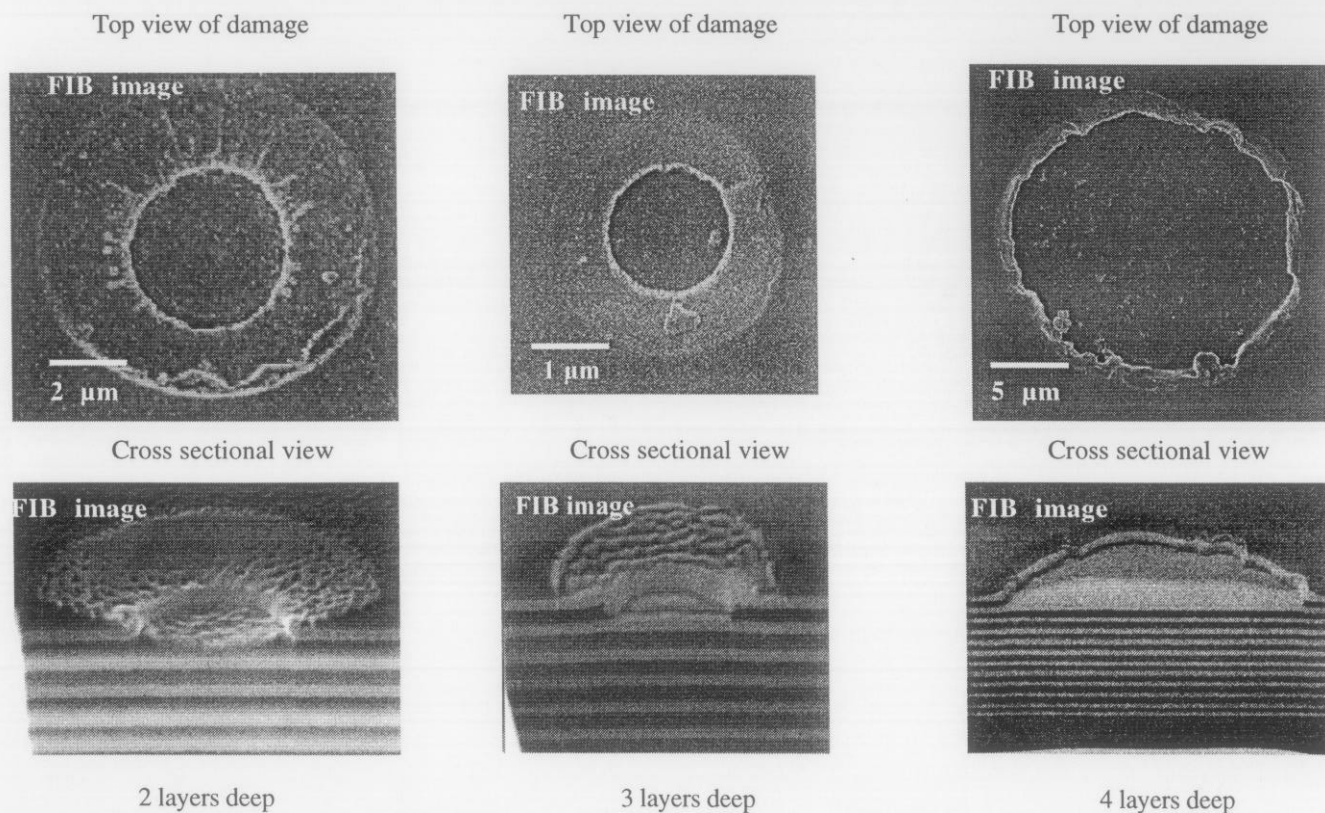 Top view of damage
Top view of damage
Top view of damage
FIB image
FIB image
FIB image
2 µm
1 µm
5 µm
Cross sectional view
Cross sectional view
Cross sectional view
FIB image
FIB image
FIB image
2 layers deep
3 layers deep
4 layers deep